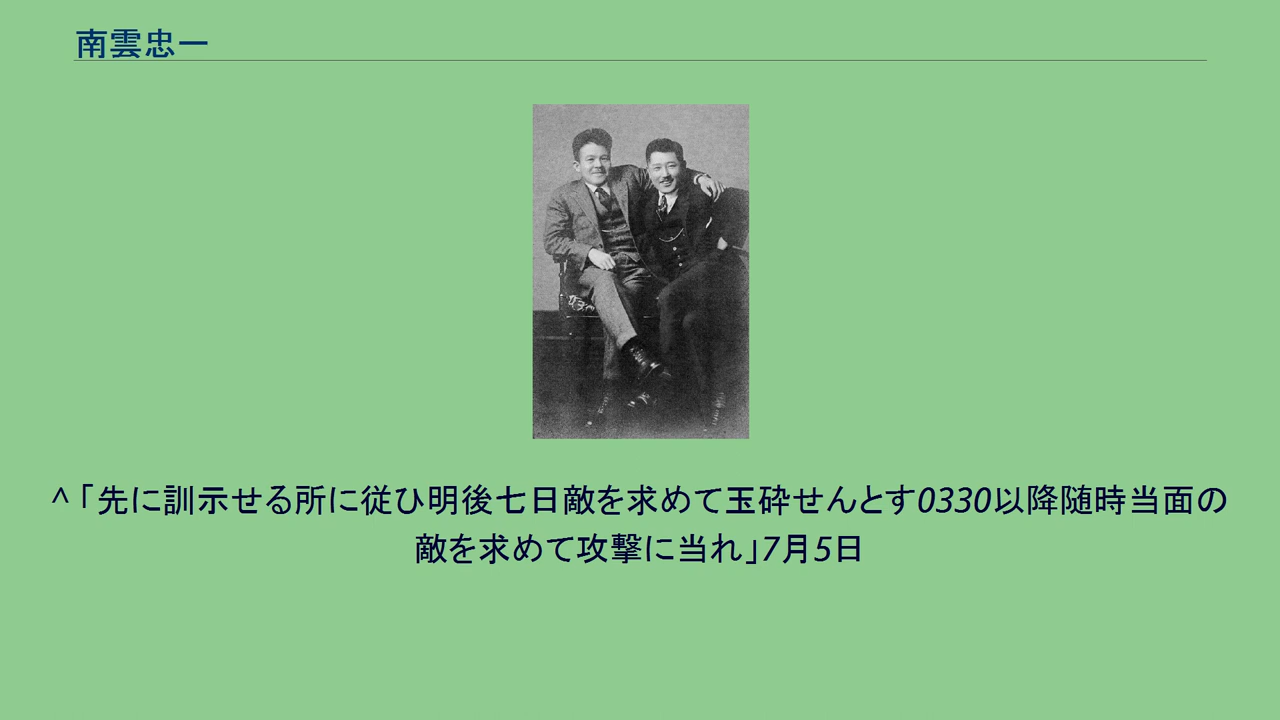 南雲忠一
^ 「先に訓示せる所に従ひ明後七日敵を求めて玉砕せんとす0330以降随時当面の
敵を求めて攻撃に当れ」7月5日